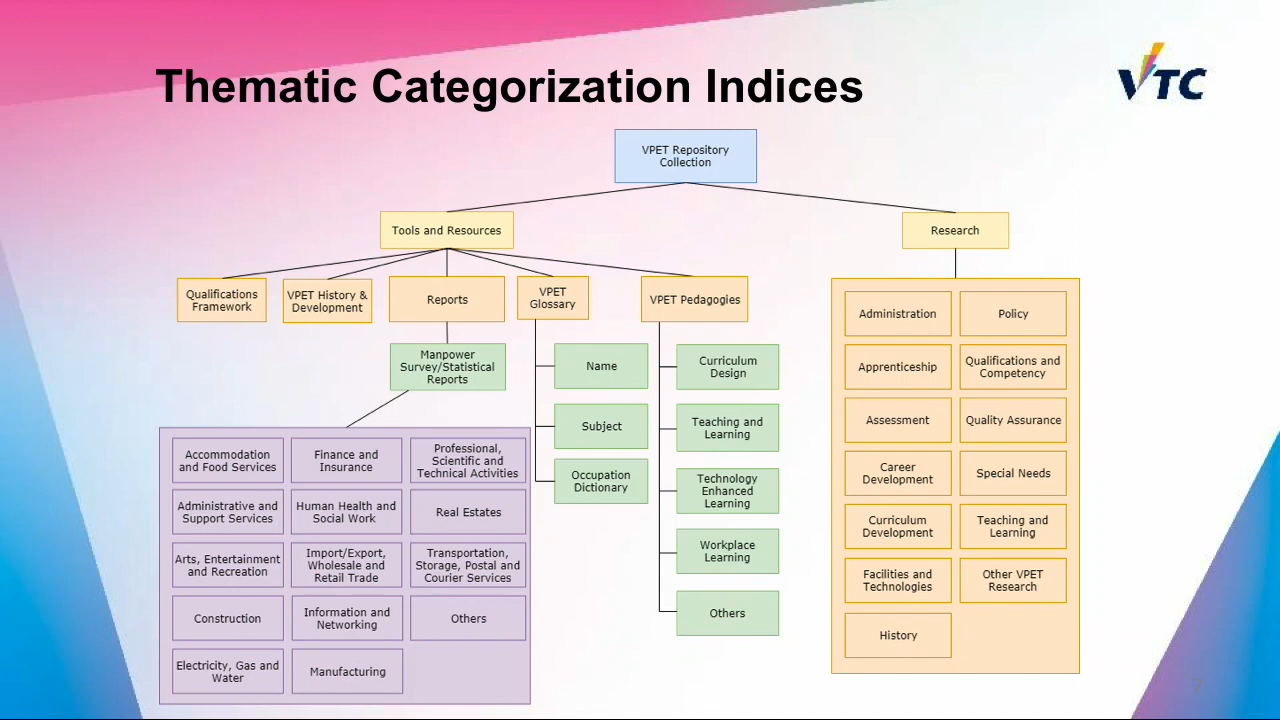 Thematic Categorization Indices
VTC
VPET Repository
Collection
Tools and Resources
Research
Qualifications
Framework
VPET History &
Development
Reports
VPET
Glossary
VPET Pedagogies
Manpower
Survey/Statistical
Reports
Name
Subject
Occupation
Dictionary
Curriculum
Design
Teaching and
Learning
Technology
Enhanced
Learning
Workplace
Learning
Others
Accommodation
and Food Services
Finance and
Insurance
Professional,
Scientific and
Technical Activities
Administrative and
Support Services
Human Health and
Social Work
Real Estates
Arts, Entertainment
and Recreation
Import/Export,
Wholesale and
Retail Trade
Transportation,
Storage, Postal and
Courier Services
Construction
Information and
Networking
Others
Electricity, Gas and
Water
Manufacturing
Administration
Policy
Apprenticeship
Qualifications and
Competency
Assessment
Quality Assurance
Career
Development
Special Needs
Curriculum
Development
Teaching and
Learning
Facilities and
Technologies
Other VPET
Research
History